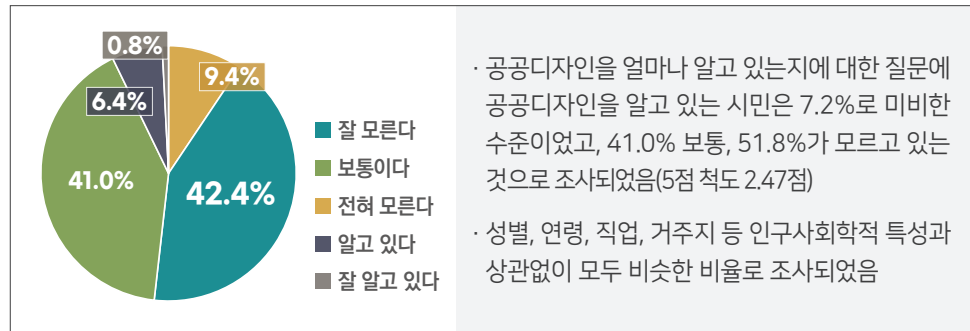 0.8%
9.4%
6.4%
41.0%
42.4%
잘 모른다
보통이다
전혀 모른다
알고 있다
잘 알고 있다
· 공공디자인을 얼마나 알고 있는지에 대한 질문에
공공디자인을 알고 있는 시민은 7.2%로 미비한
수준이었고, 41.0% 보통, 51.8%가 모르고 있는
것으로 조사되었음(5점 척도 2.47점)
· 성별, 연령, 직업, 거주지 등 인구사회학적 특성과
상관없이 모두 비슷한 비율로 조사되었음